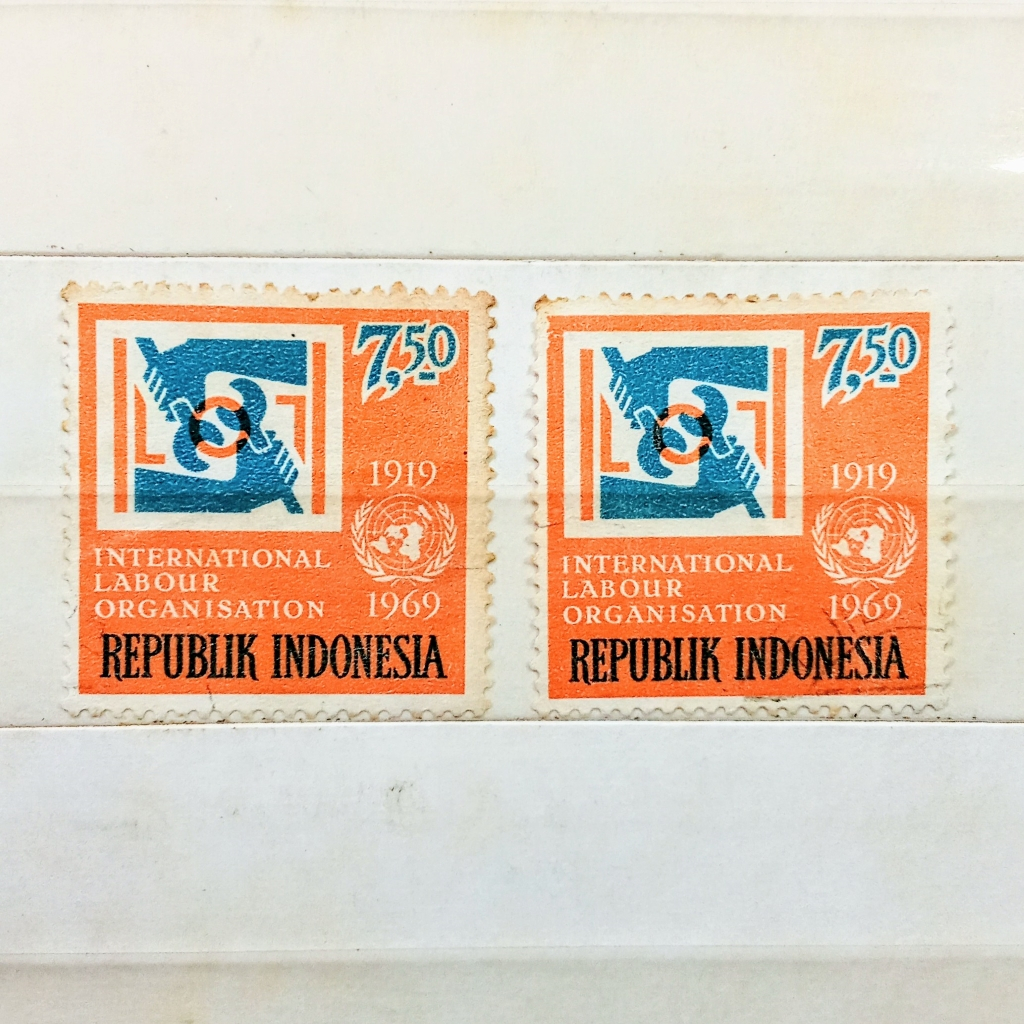 7,50
1919
1969
INTERNATIONAL
LABOUR
ORGANISATION
REPUBLIK INDONESIA
7,50
1919
1969
INTERNATIONAL
LABOUR
ORGANISATION
REPUBLIK INDONESIA